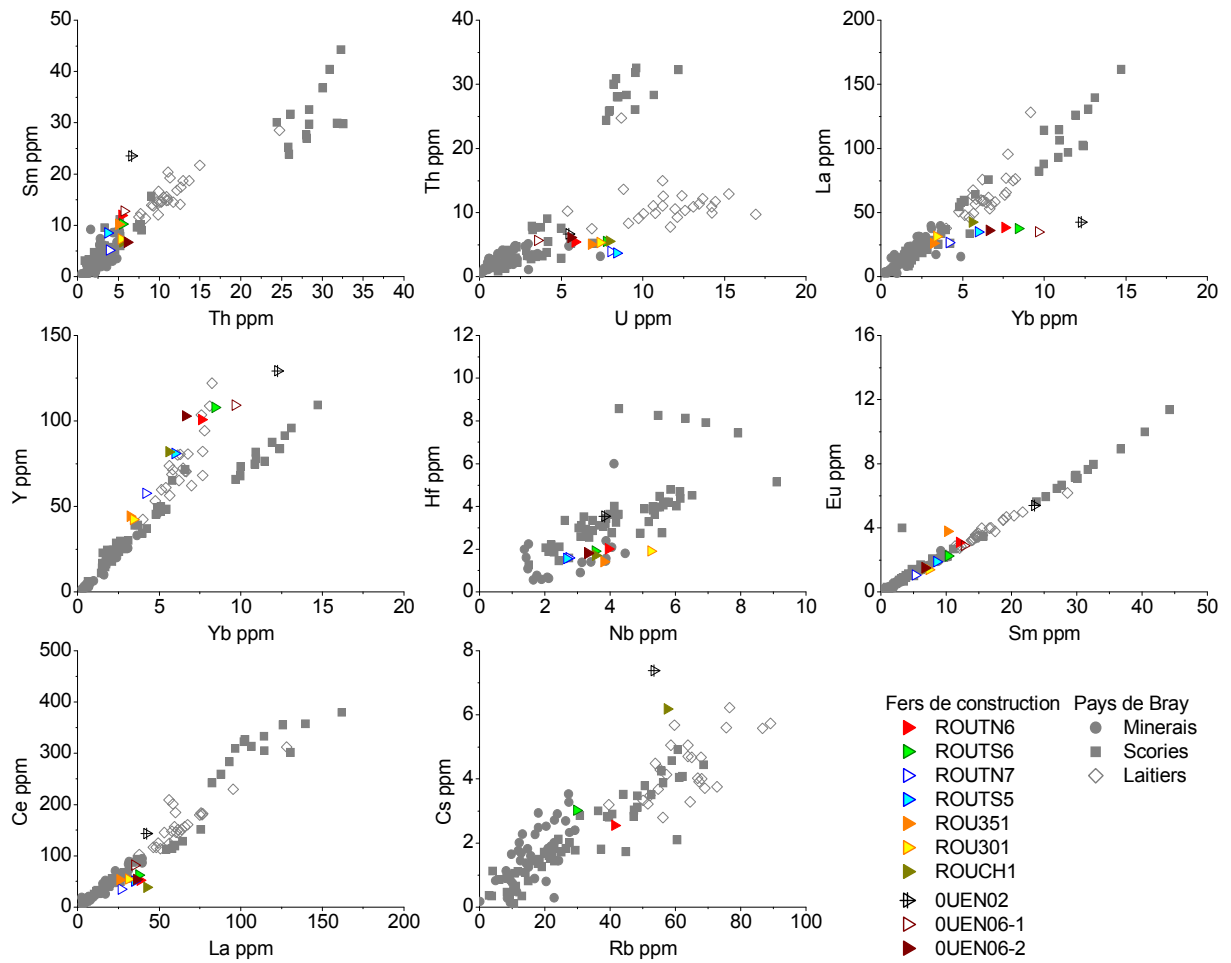 Sm ppm
50
40
30
20
10
0
0 5 10 15 20 25 30 35 40
Th ppm
Th ppm
40
30
20
10
0
0 5 10 15 20
U ppm
La ppm
200
150
100
50
0
0 5 10 15 20
Yb ppm
Y ppm
150
100
50
0
0 5 10 15 20
Yb ppm
Hf ppm
12
10
8
6
4
2
0
0 2 4 6 8 10
Nb ppm
Eu ppm
16
12
8
4
0
0 10 20 30 40 50
Sm ppm
Ce ppm
500
400
300
200
100
0
0 50 100 150 200
La ppm
Cs ppm
8
6
4
2
0
0 20 40 60 80 100
Rb ppm
Fers de construction
ROUTN6
ROUTS6
ROUTN7
ROUTS5
ROU351
ROU301
ROUCH1
0UEN02
0UEN06-1
0UEN06-2
Pays de Bray
Minerais
Scories
Laitiers